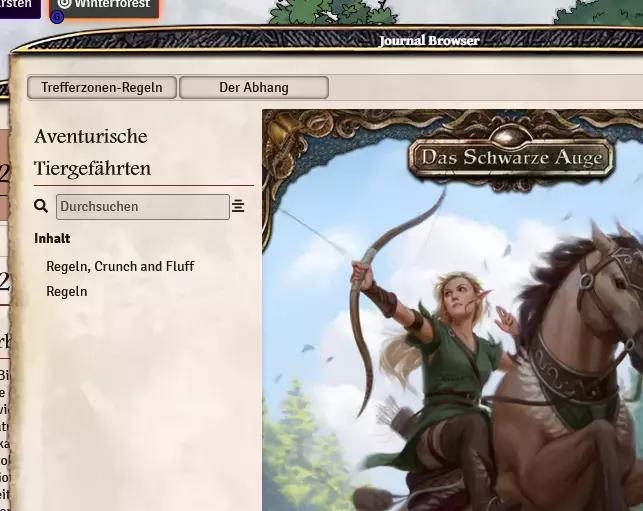 Winterforest
G
Journal Browser
Trefferzonen-Regeln
Der Abhang
Aventurische
Tiergefährten
Durchsuchen
Inhalt
Regeln, Crunch and Fluff
Regeln
Das Schwarze Auge